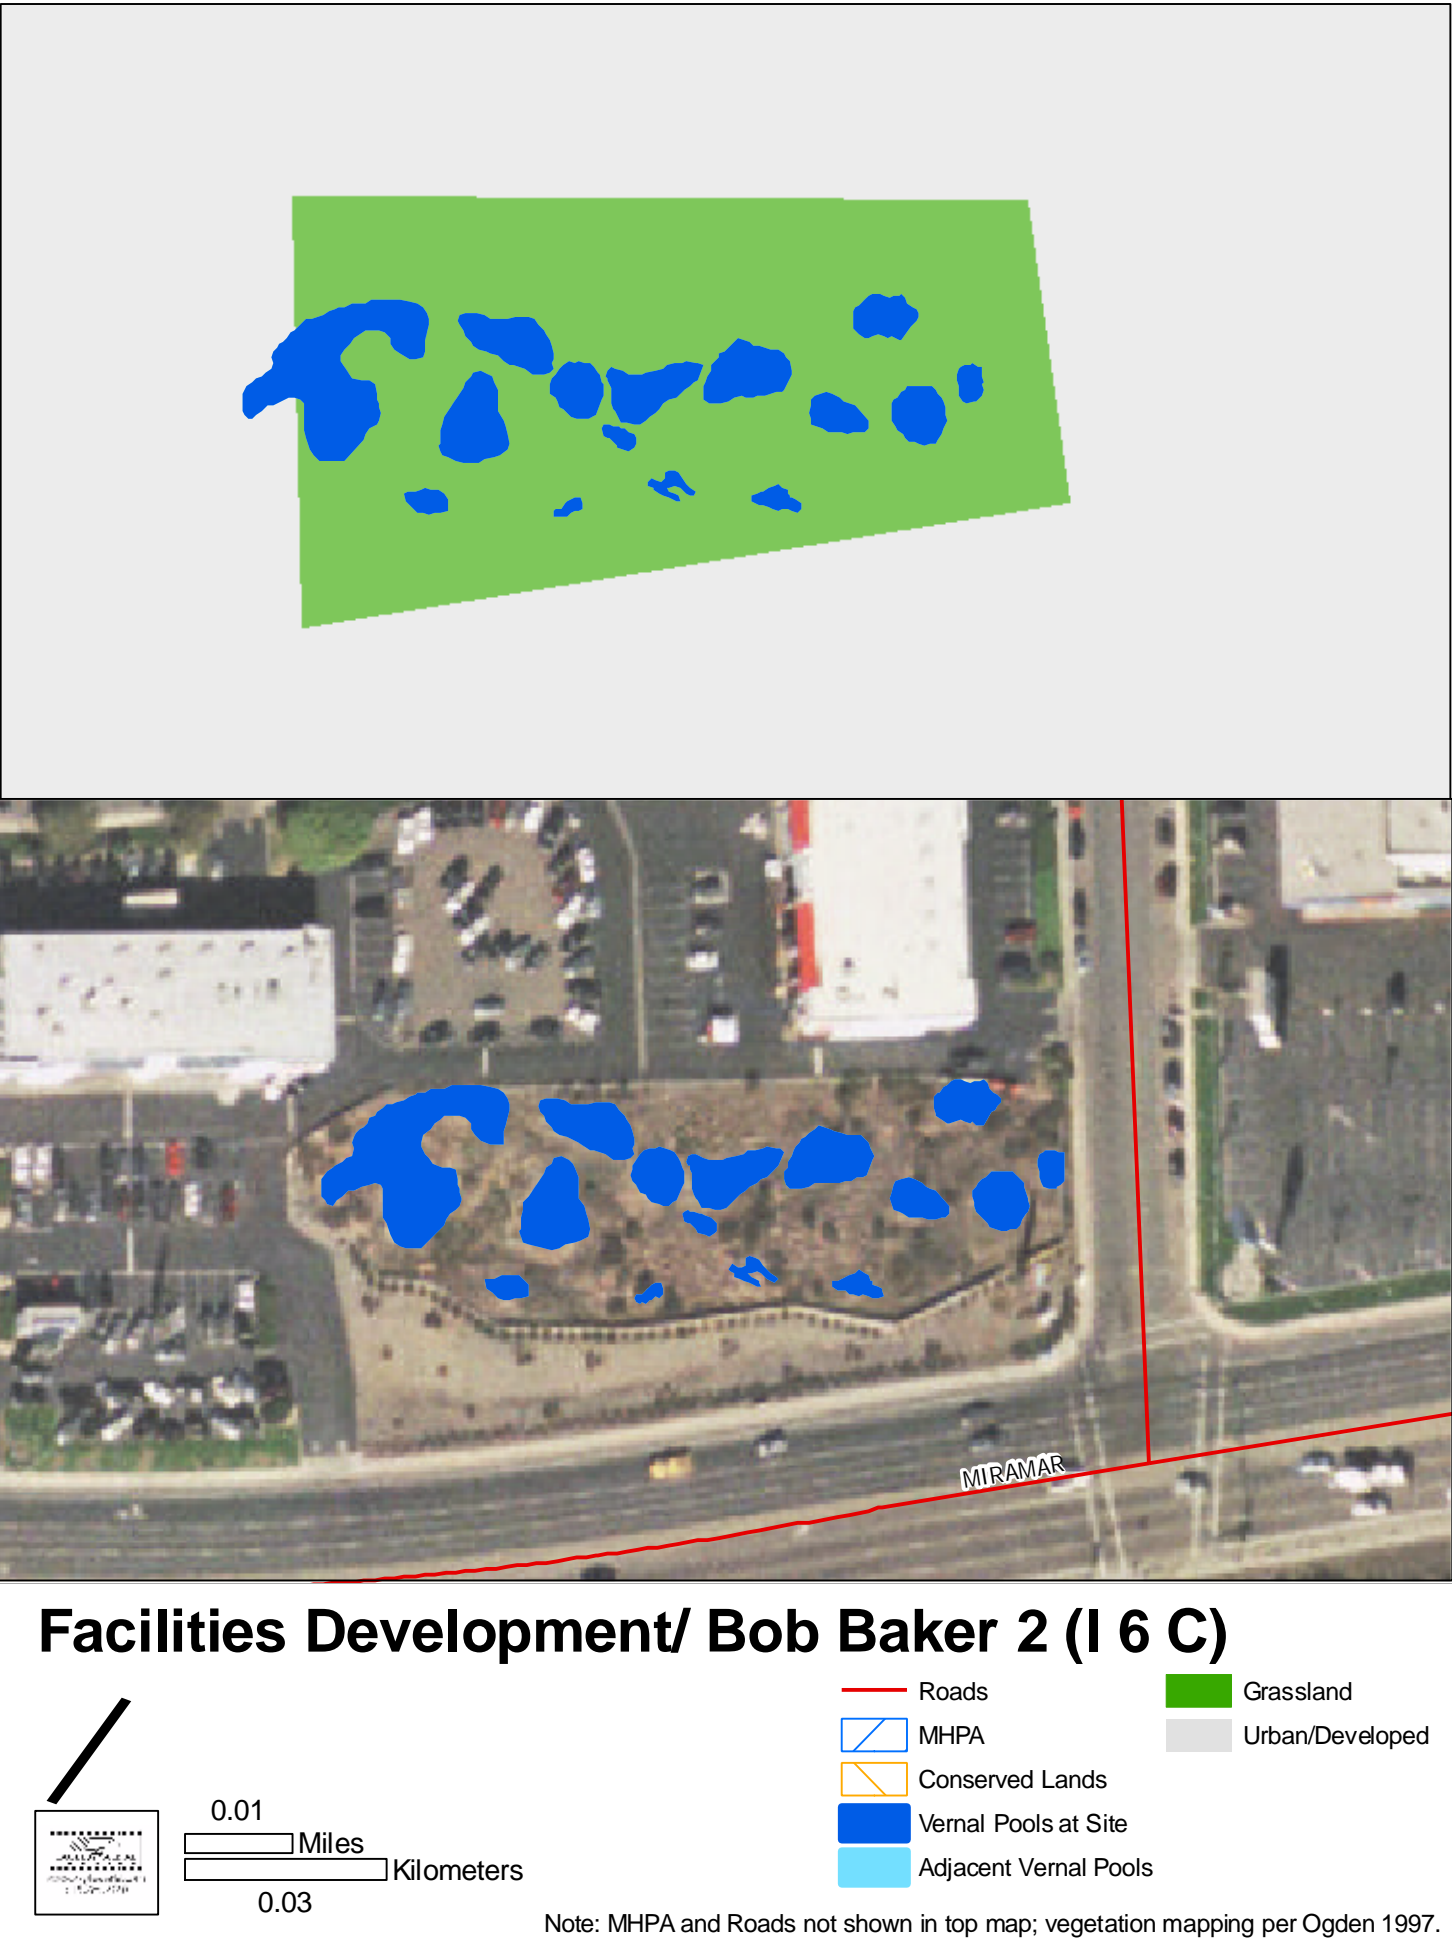 MIRAMAR
Facilities Development/ Bob Baker 2 (I 6 C)
Roads
MHPA
Conserved Lands
Vernal Pools at Site
Adjacent Vernal Pools
Grassland
Urban/Developed
0.01
Miles
Kilometers
0.03
Note: MHPA and Roads not shown in top map; vegetation mapping per Ogden 1997.